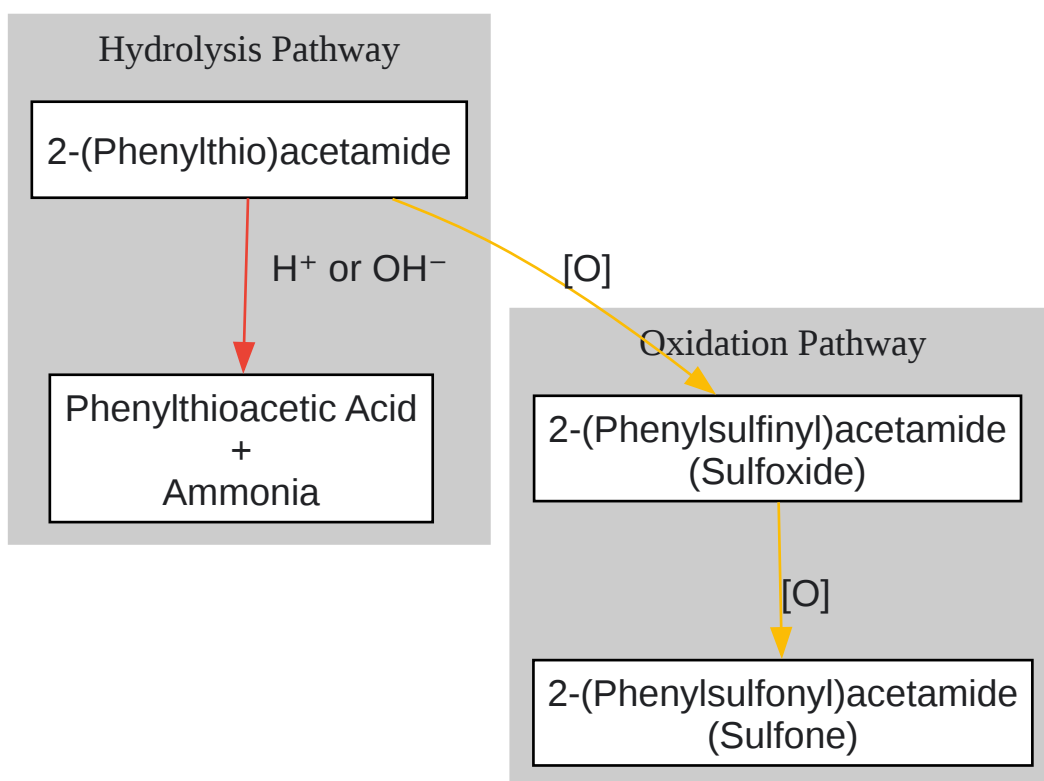 Hydrolysis Pathway
2-(Phenylthio)acetamide
H⁺ or OH⁻
[O]
Phenylthioacetic Acid
+
Ammonia
Oxidation Pathway
2-(Phenylsulfinyl)acetamide
(Sulfoxide)
[O]
2-(Phenylsulfonyl)acetamide
(Sulfone)